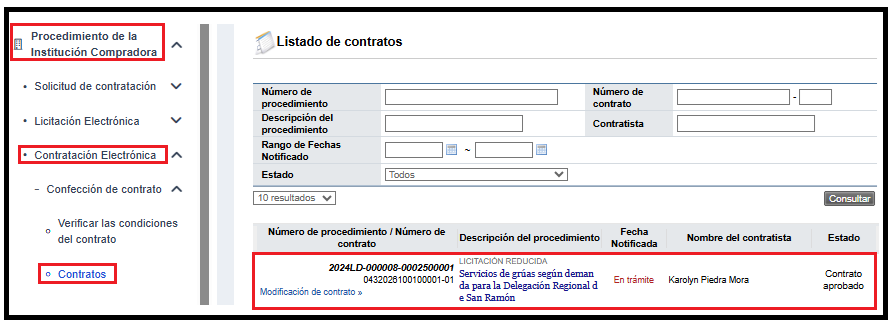 Procedimiento de la
Institución Compradora
Solicitud de contratación
Licitación Electrónica
Contratación Electrónica
Confección de contrato
Verificar las condiciones
del contrato
Contratos
Listado de contratos
Número de
procedimiento
Número de
contrato
-
Descripción del
procedimiento
Contratista
Rango de Fechas
Notificado
~
Estado
Todos
10 resultados
Consultar
Número de procedimiento / Número de
contrato
Descripción del procedimiento
Fecha
Notificada
Nombre del contratista
Estado
2024LD-000008-0002500001
0432026100100001-01
Modificación de contrato »
LICITACIÓN REDUCIDA
Servicios de grúas según deman
da para la Delegación Regional d
e San Ramón
En trámite
Karolyn Piedra Mora
Contrato
aprobado